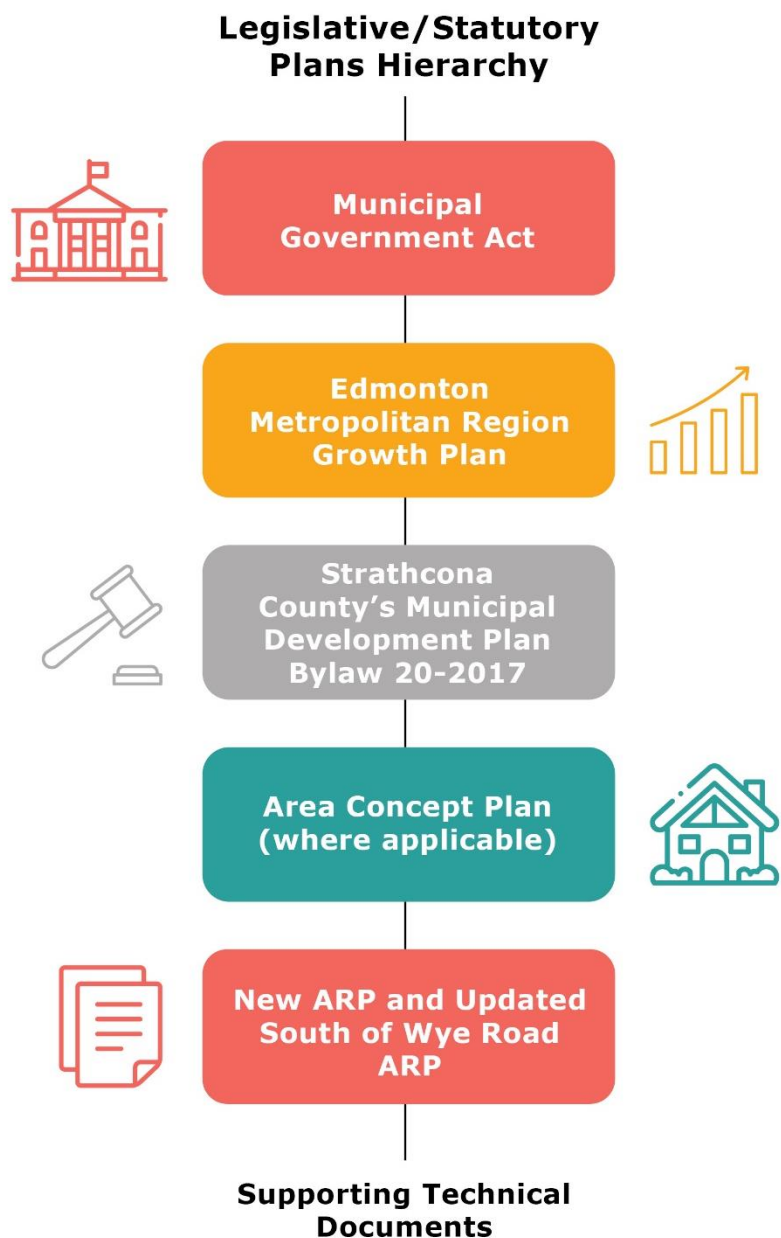 Legislative/Statutory
Plans Hierarchy
Municipal
Government Act
Edmonton
Metropolitan Region
Growth Plan
Strathcona
County’s Municipal
Development Plan
Bylaw 20-2017
Area Concept Plan
(where applicable)
New ARP and Updated
South of Wye Road
ARP
Supporting Technical
Documents